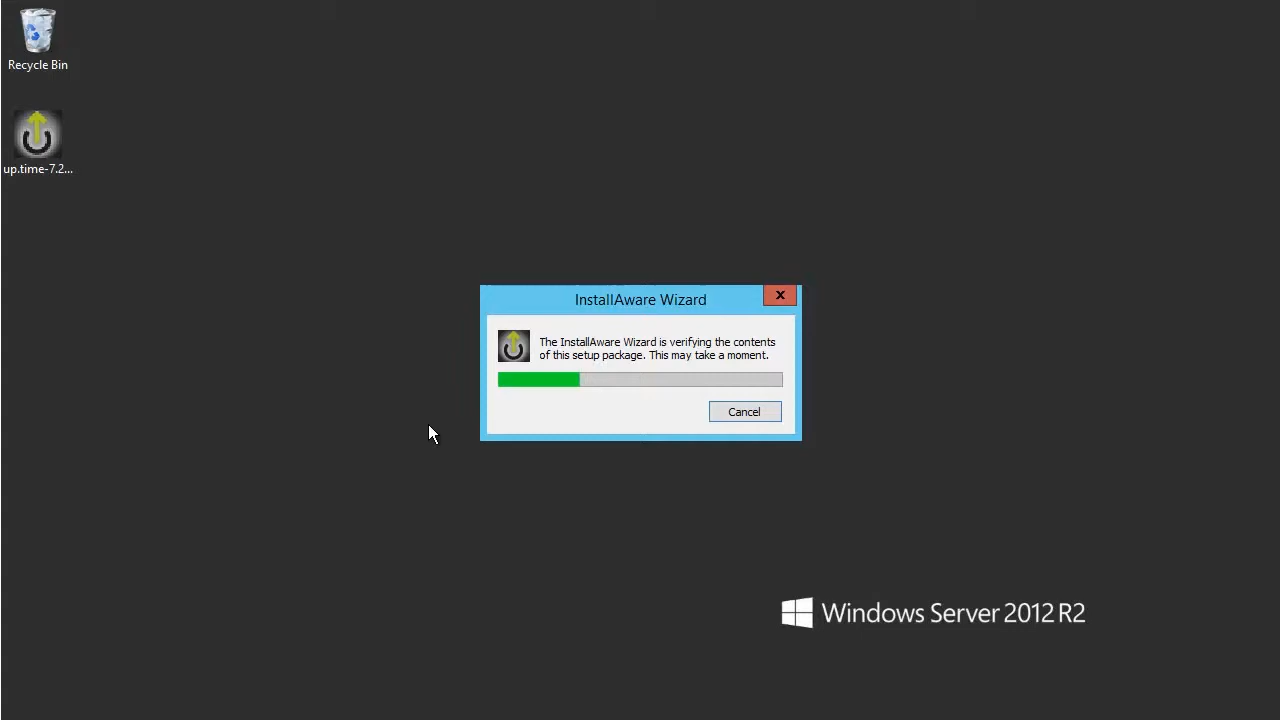 Recycle Bin
up.time-7.2...
InstallAware Wizard
x
The InstallAware Wizard is verifying the contents
of this setup package. This may take a moment.
Cancel
Windows Server 2012 R2